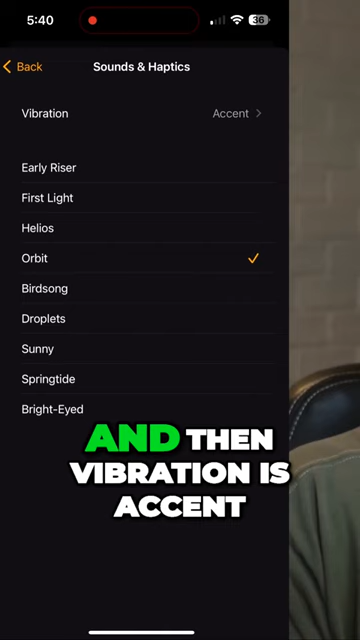 5:40
36
Back
Sounds & Haptics
Vibration
Accent
Early Riser
First Light
Helios
Orbit
Birdsong
Droplets
Sunny
Springtide
Bright-Eyed
AND THEN
VIBRATION IS
ACCENT